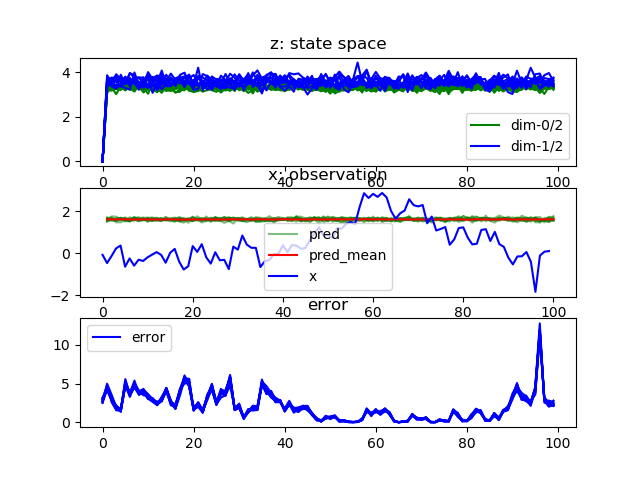 z: state space
4
2
0
dim-0/2
dim-1/2
0 20 40 60 80 100
x: observation
2
0
−2
pred
pred_mean
x
0 20 40 60 80 100
error
10
5
0
error
0 20 40 60 80 100